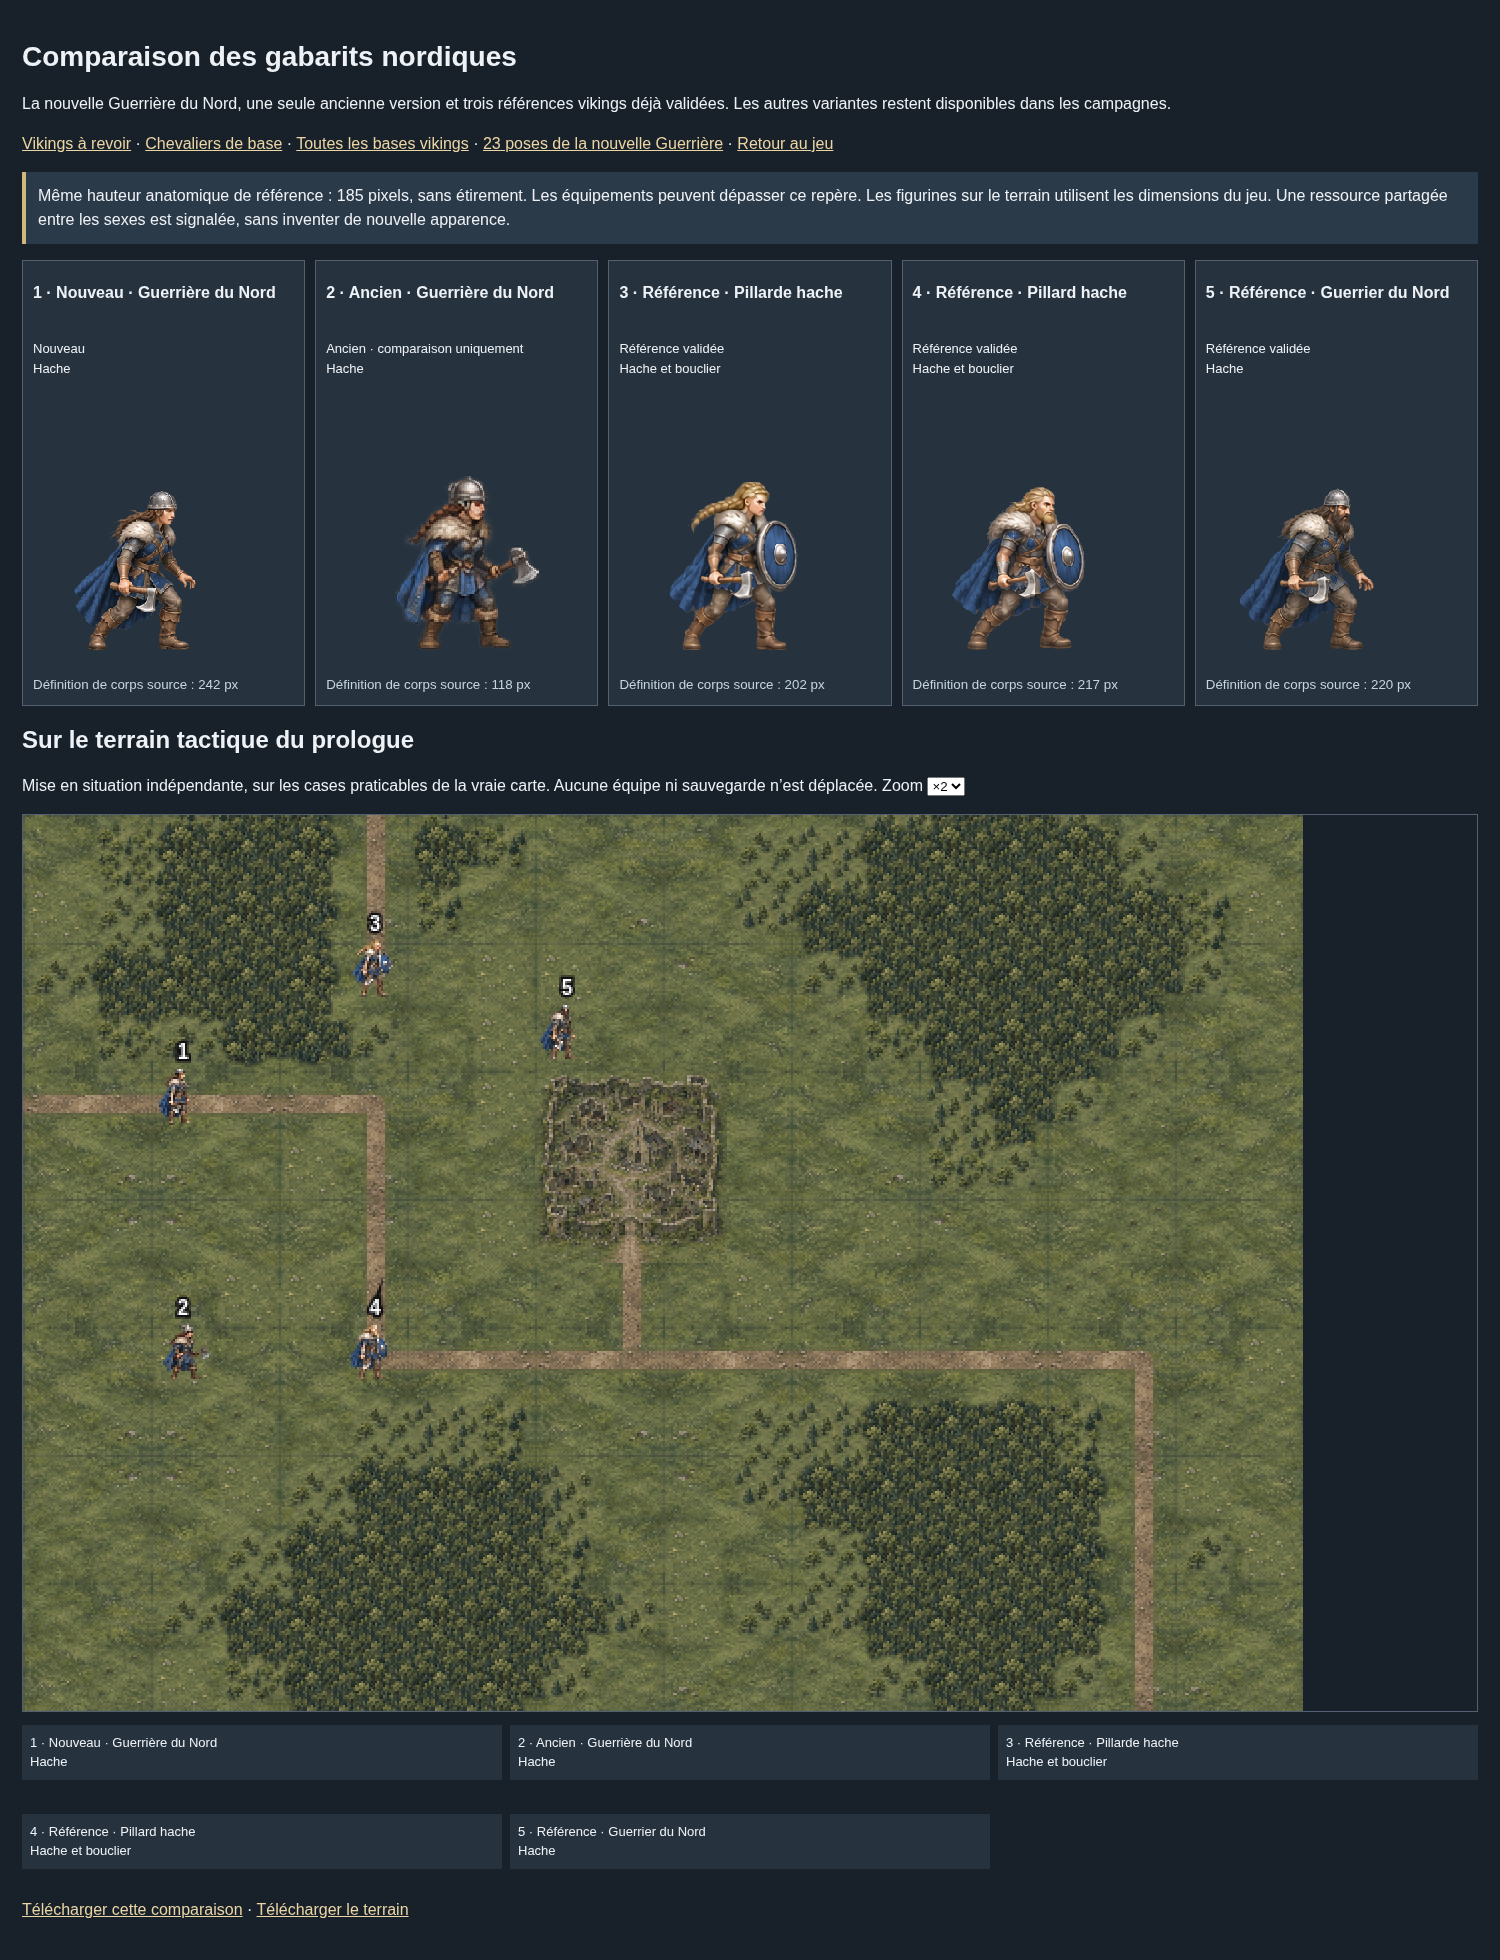 Comparaison des gabarits nordiques
La nouvelle Guerrière du Nord, une seule ancienne version et trois références vikings déjà validées. Les autres variantes restent disponibles dans les campagnes.
Vikings à revoir · Chevaliers de base · Toutes les bases vikings · 23 poses de la nouvelle Guerrière · Retour au jeu
Même hauteur anatomique de référence : 185 pixels, sans étirement. Les équipements peuvent dépasser ce repère. Les figurines sur le terrain utilisent les dimensions du jeu. Une ressource partagée
entre les sexes est signalée, sans inventer de nouvelle apparence.
1 · Nouveau · Guerrière du Nord
Nouveau
Hache
Définition de corps source : 242 px
2 · Ancien · Guerrière du Nord
Ancien · comparaison uniquement
Hache
Définition de corps source : 118 px
3 · Référence · Pillarde hache
Référence validée
Hache et bouclier
Définition de corps source : 202 px
4 · Référence · Pillard hache
Référence validée
Hache et bouclier
Définition de corps source : 217 px
5 · Référence · Guerrier du Nord
Référence validée
Hache
Définition de corps source : 220 px
Sur le terrain tactique du prologue
Mise en situation indépendante, sur les cases praticables de la vraie carte. Aucune équipe ni sauvegarde n’est déplacée. Zoom ×2
3
5
1
2
4
1 · Nouveau · Guerrière du Nord
Hache
2 · Ancien · Guerrière du Nord
Hache
3 · Référence · Pillarde hache
Hache et bouclier
4 · Référence · Pillard hache
Hache et bouclier
5 · Référence · Guerrier du Nord
Hache
Télécharger cette comparaison · Télécharger le terrain